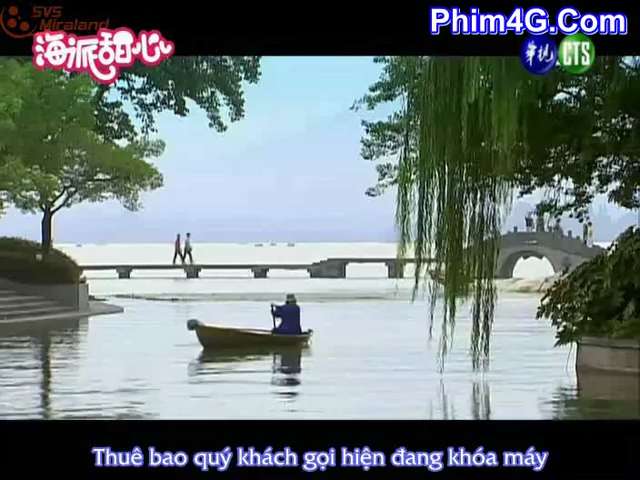 SVS
Miraland
海派甜心
Phim4G.Com
華視 CTS
Thuê bao quý khách gọi hiện đang khóa máy